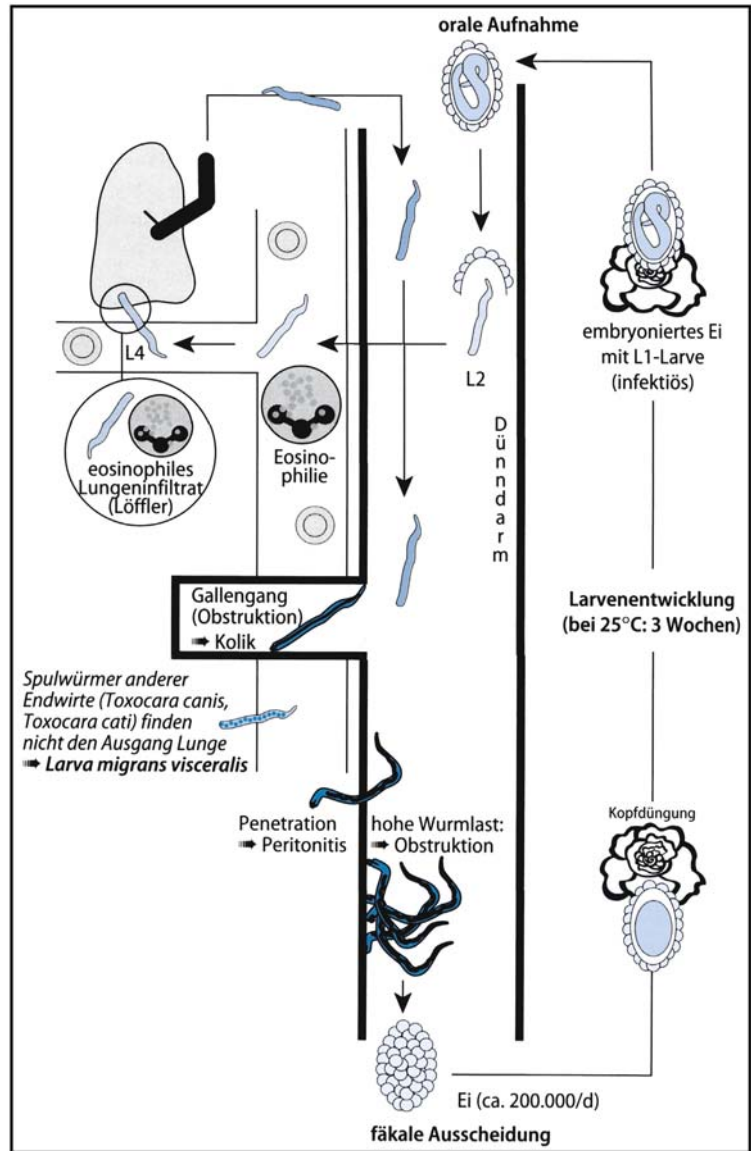 orale Aufnahme
embryoniertes Ei
mit L1-Larve
(infektiös)
L4
L2
Eosino-
philie
eosinophiles
Lungeninfiltrat
(Löffler)
Dünndarm
Gallengang
(Obstruktion)
➠ Kolik
Larvenentwicklung
(bei 25°C: 3 Wochen)
Spulwürmer anderer
Endwirte (Toxocara canis,
Toxocara cati) finden
nicht den Ausgang Lunge
➠ Larva migrans visceralis
Penetration
➠ Peritonitis
hohe Wurmlast:
➠ Obstruktion
Kopfdüngung
Ei (ca. 200.000/d)
fäkale Ausscheidung